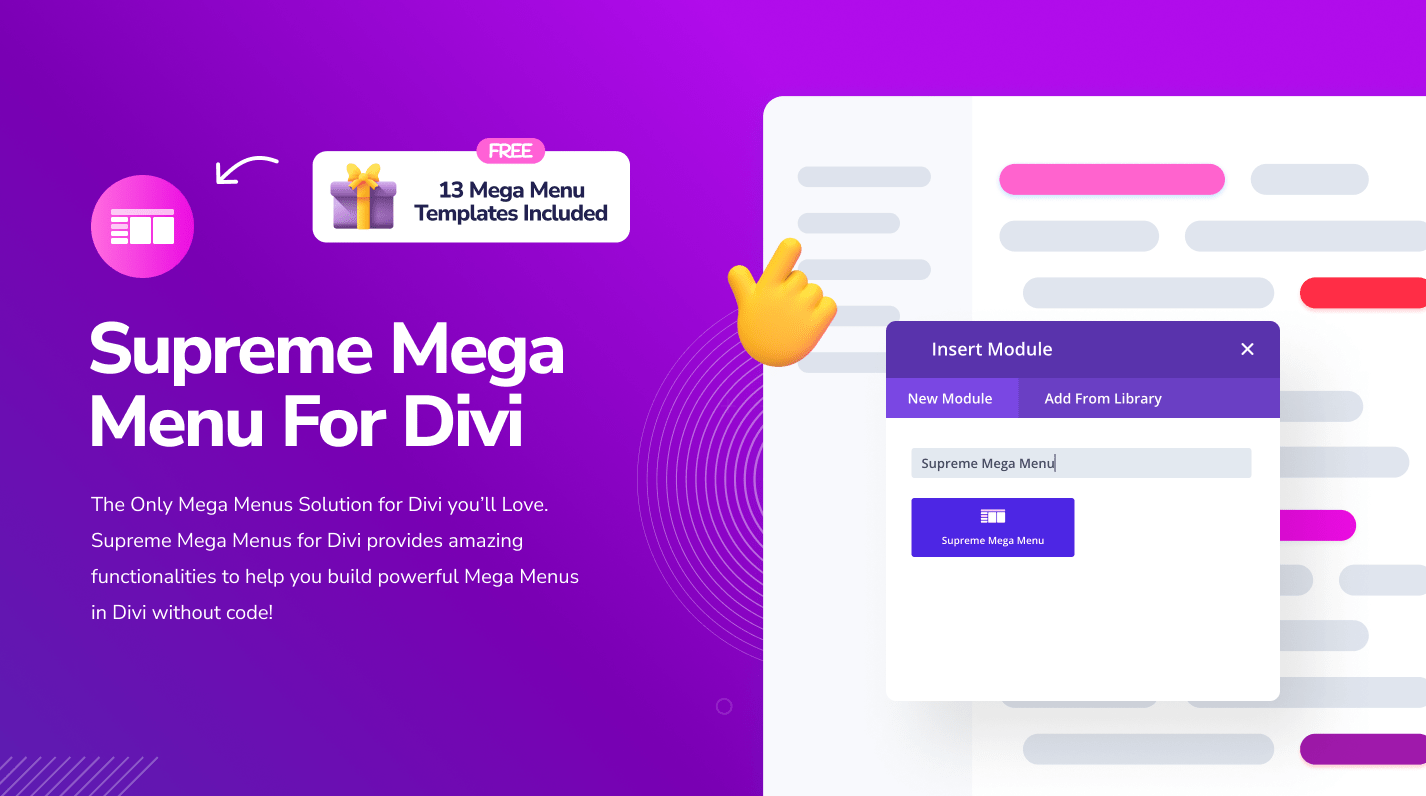 FREE
13 Mega Menu
Templates Included
Supreme Mega
Menu For Divi
The Only Mega Menus Solution for Divi you’ll Love.
Supreme Mega Menus for Divi provides amazing
functionalities to help you build powerful Mega Menus
in Divi without code!
Insert Module
New Module
Add From Library
Supreme Mega Menu
Supreme Mega Menu